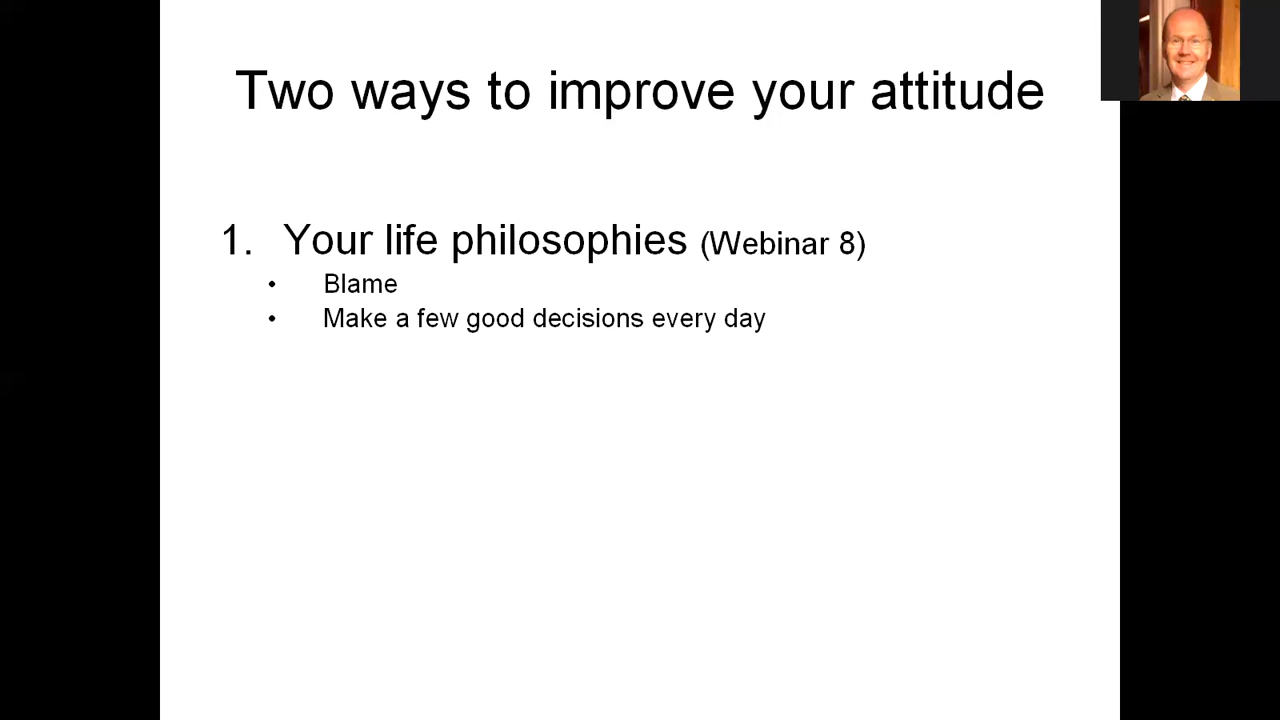 Two ways to improve your attitude
1. Your life philosophies (Webinar 8)
• Blame
• Make a few good decisions every day